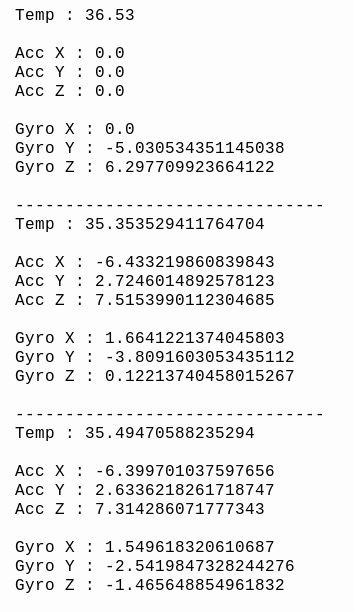 Temp : 36.53
Acc X : 0.0
Acc Y : 0.0
Acc Z : 0.0
Gyro X : 0.0
Gyro Y : -5.030534351145038
Gyro Z : 6.297709923664122
-------------------------------
Temp : 35.353529411764704
Acc X : -6.433219860839843
Acc Y : 2.7246014892578123
Acc Z : 7.5153990112304685
Gyro X : 1.6641221374045803
Gyro Y : -3.8091603053435112
Gyro Z : 0.12213740458015267
-------------------------------
Temp : 35.49470588235294
Acc X : -6.399701037597656
Acc Y : 2.6336218261718747
Acc Z : 7.314286071777343
Gyro X : 1.549618320610687
Gyro Y : -2.5419847328244276
Gyro Z : -1.465648854961832